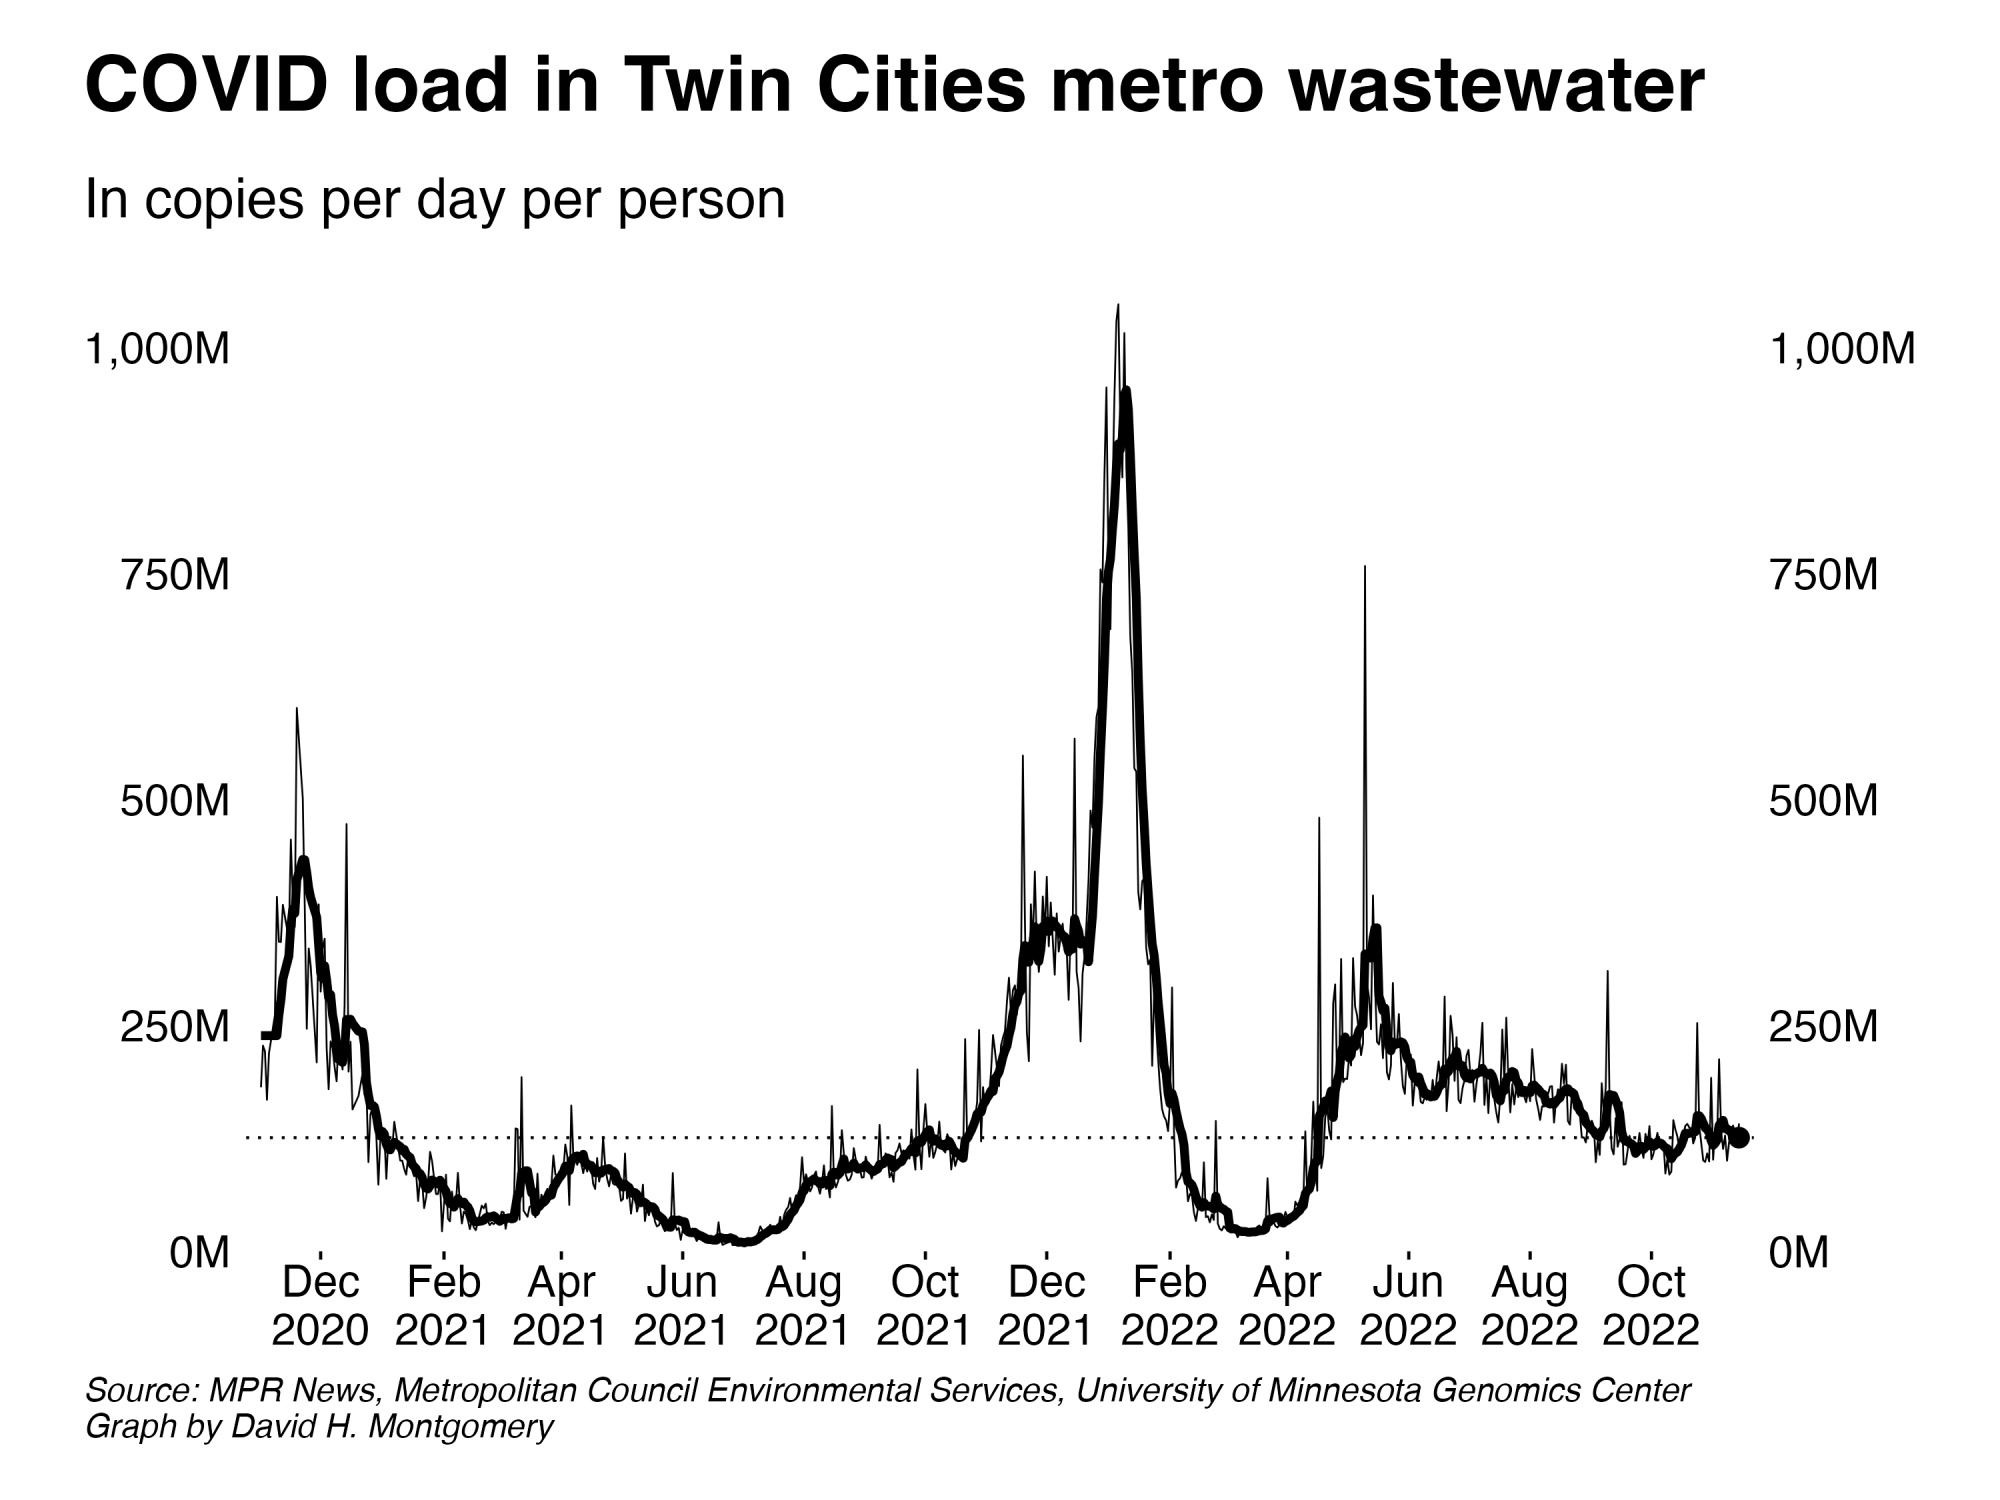 COVID load in Twin Cities metro wastewater
In copies per day per person
1,000M
1,000M
750M
750M
500M
500M
250M
250M
0M
0M
Dec Feb Apr Jun Aug Oct Dec Feb Apr Jun Aug Oct
2020 2021 2021 2021 2021 2021 2021 2022 2022 2022 2022 2022
Source: MPR News, Metropolitan Council Environmental Services, University of Minnesota Genomics Center
Graph by David H. Montgomery